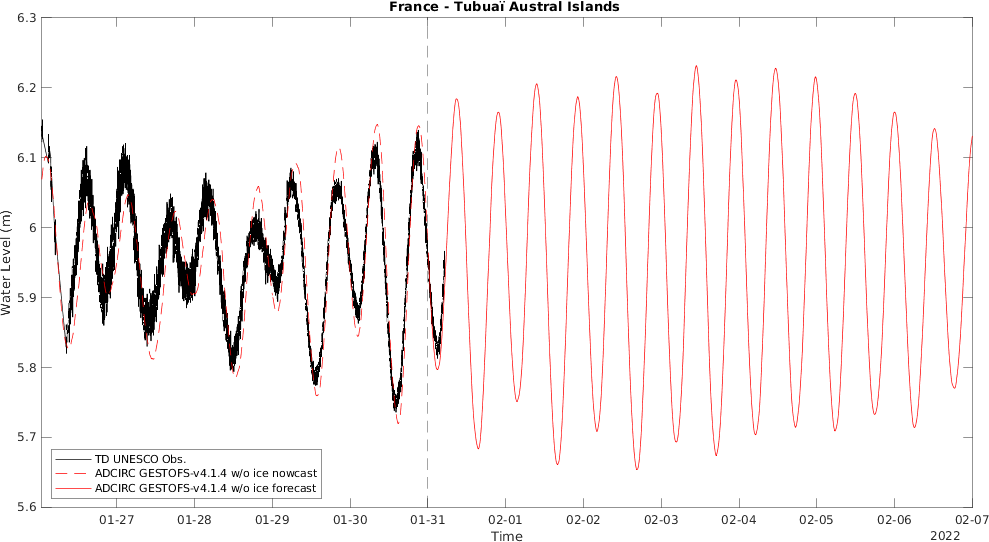 France - Tubuaï Austral Islands
6.3
6.2
6.1
6
5.9
5.8
5.7
5.6
Water Level (m)
TD UNESCO Obs.
ADCIRC GESTOFS-v4.1.4 w/o ice nowcast
ADCIRC GESTOFS-v4.1.4 w/o ice forecast
01-27 01-28 01-29 01-30 01-31 02-01 02-02 02-03 02-04 02-05 02-06 02-07
Time
2022